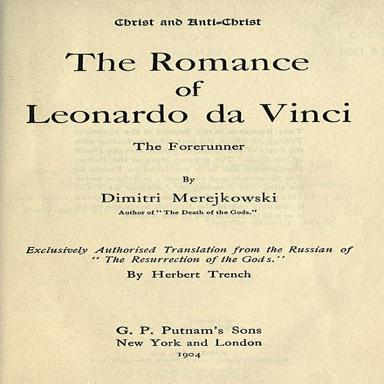 Christ and Anti-Christ
The Romance
of
Leonardo da Vinci
The Forerunner
By
Dimitri Merejkowski
Author of "The Death of the Gods."
Exclusively Authorised Translation from the Russian of
"The Resurrection of the Gods."
By Herbert Trench
G. P. Putnam's Sons
New York and London
1904